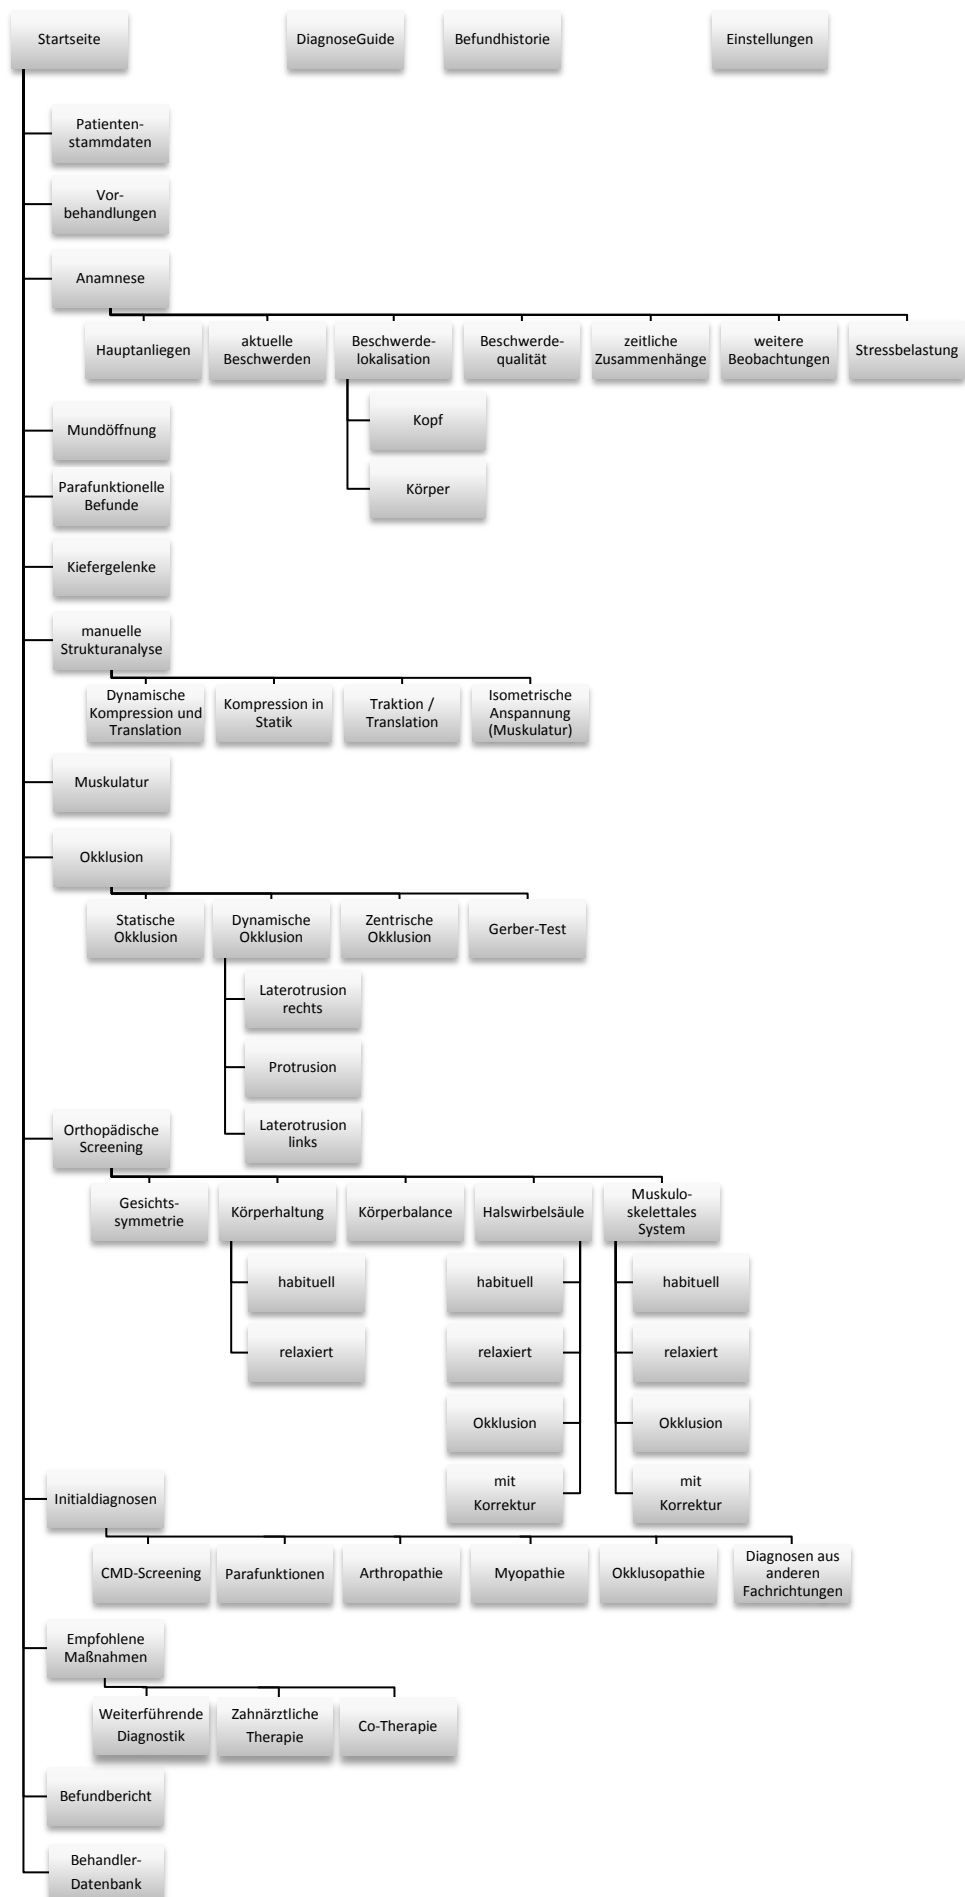 Startseite
DiagnoseGuide
Befundhistorie
Einstellungen
Patienten-
stammdaten
Vor-
behandlungen
Anamnese
Hauptanliegen
aktuelle
Beschwerden
Beschwerde-
lokalisation
Beschwerde-
qualität
zeitliche
Zusammenhänge
weitere
Beobachtungen
Stressbelastung
Kopf
Körper
Mundöffnung
Parafunktionelle
Befunde
Kiefergelenke
manuelle
Strukturanalyse
Dynamische
Kompression und
Translation
Kompression in
Statik
Traktion /
Translation
Isometrische
Anspannung
(Muskulatur)
Muskulatur
Okklusion
Statische
Okklusion
Dynamische
Okklusion
Zentrische
Okklusion
Gerber-Test
Laterotrusion
rechts
Protrusion
Laterotrusion
links
Orthopädische
Screening
Gesichts-
symmetrie
Körperhaltung
Körperbalance
Halswirbelsäule
Muskulo-
skelettales
System
habituell
relaxiert
habituell
relaxiert
Okklusion
mit
Korrektur
habituell
relaxiert
Okklusion
mit
Korrektur
Initialdiagnosen
CMD-Screening
Parafunktionen
Arthropathie
Myopathie
Okklusopathie
Diagnosen aus
anderen
Fachrichtungen
Empfohlene
Maßnahmen
Weiterführende
Diagnostik
Zahnärztliche
Therapie
Co-Therapie
Befundbericht
Behandler-
Datenbank